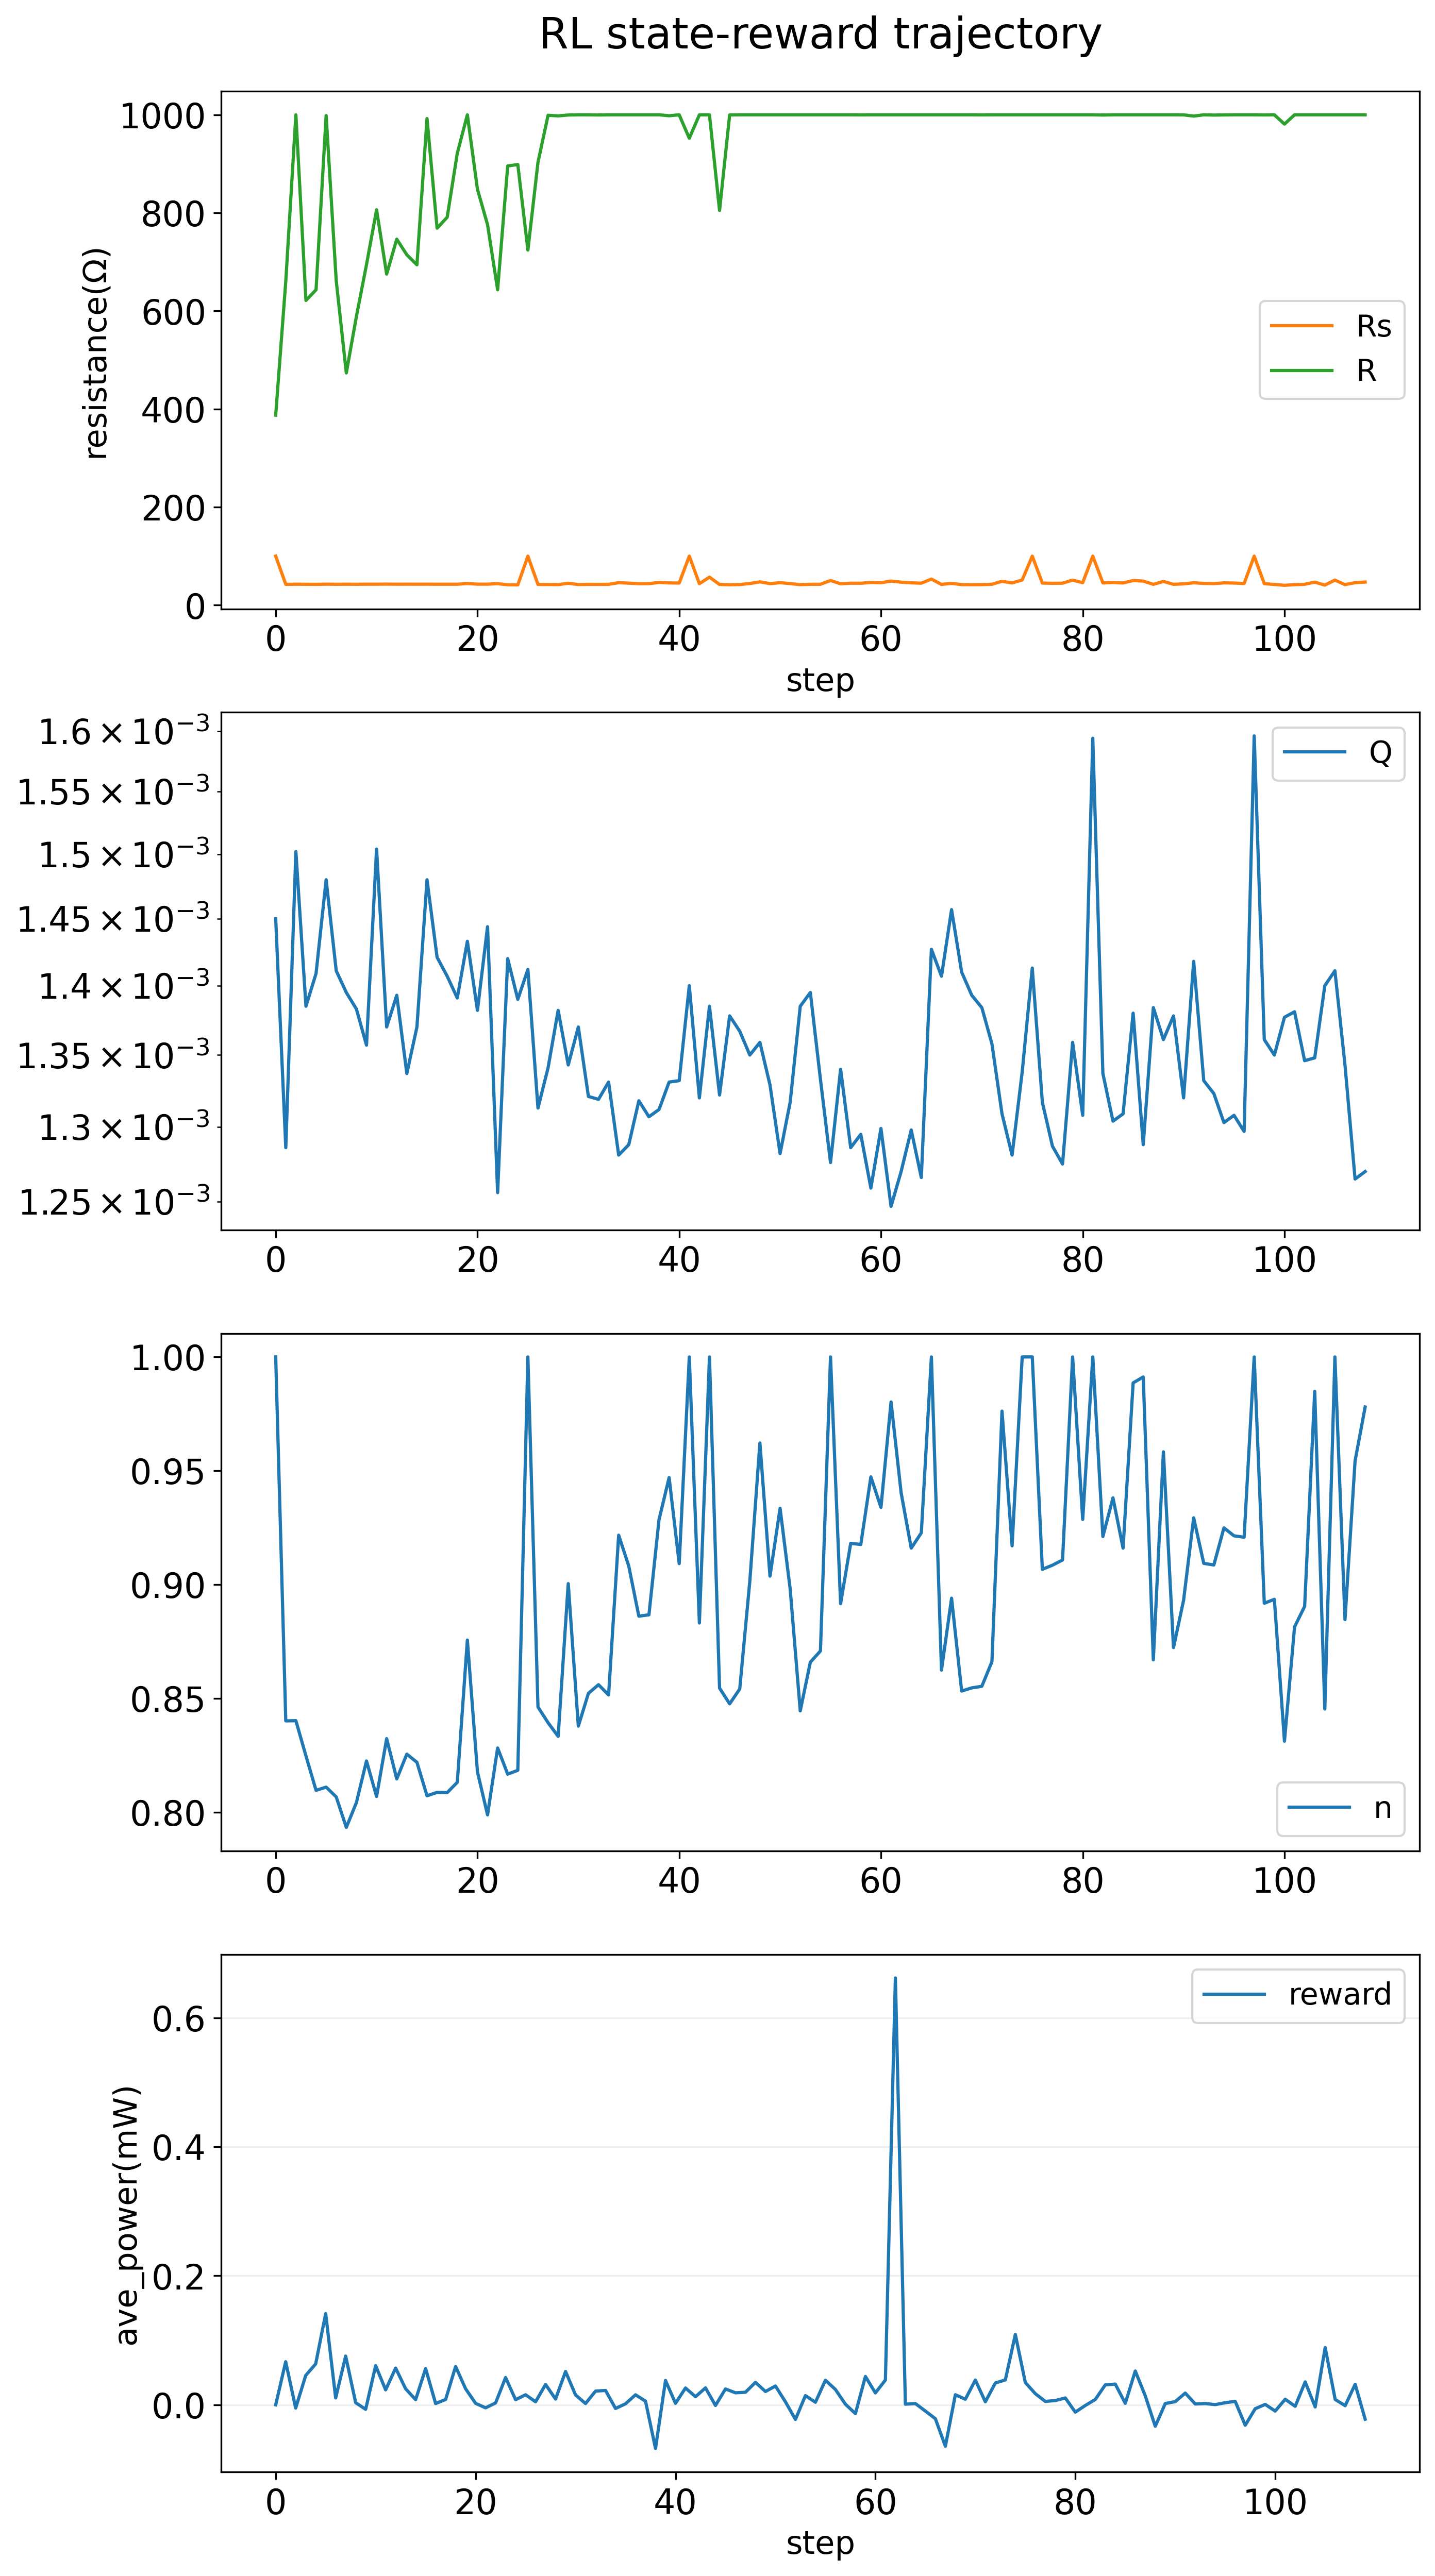 RL state-reward trajectory
1000
800
600
400
200
0
resistance(Ω)
Rs
R
0 20 40 60 80 100
step
1.6×10⁻³
1.55×10⁻³
1.5×10⁻³
1.45×10⁻³
1.4×10⁻³
1.35×10⁻³
1.3×10⁻³
1.25×10⁻³
Q
0 20 40 60 80 100
1.00
0.95
0.90
0.85
0.80
n
0 20 40 60 80 100
0.6
0.4
0.2
0.0
ave_power(mW)
reward
0 20 40 60 80 100
step